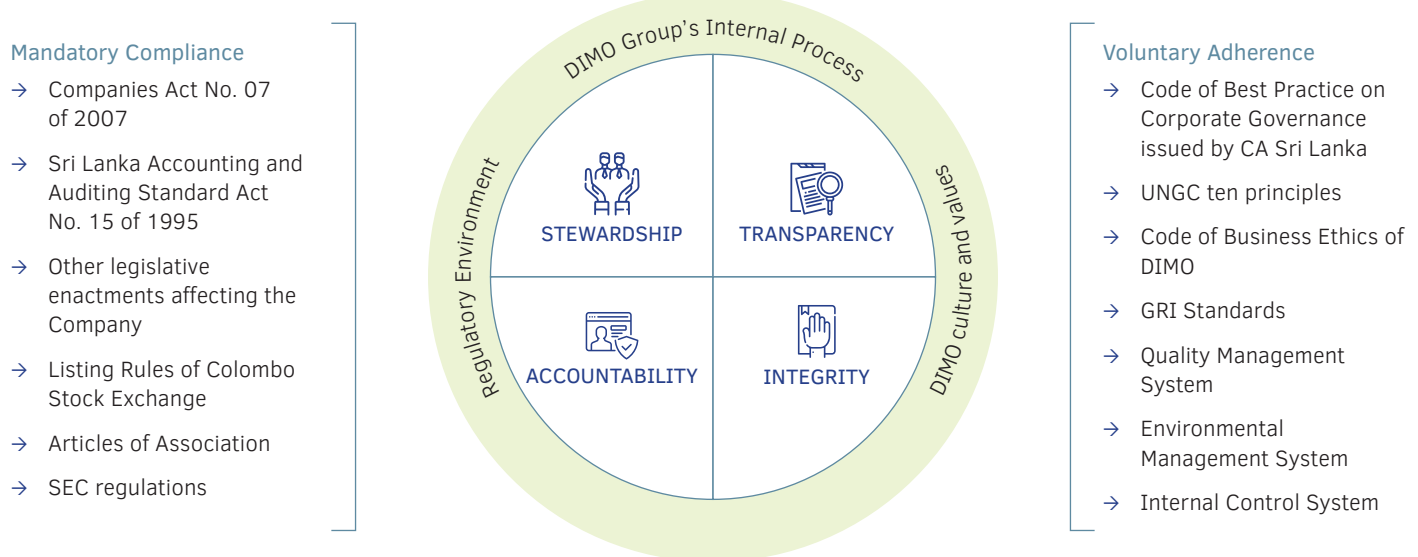 Mandatory Compliance
→ Companies Act No. 07
of 2007
→ Sri Lanka Accounting and
Auditing Standard Act
No. 15 of 1995
→ Other legislative
enactments affecting the
Company
→ Listing Rules of Colombo
Stock Exchange
→ Articles of Association
→ SEC regulations
DIMO Group's Internal Process
Regulatory Environment
DIMO culture and values
STEWARDSHIP
TRANSPARENCY
ACCOUNTABILITY
INTEGRITY
Voluntary Adherence
→ Code of Best Practice on
Corporate Governance
issued by CA Sri Lanka
→ UNGC ten principles
→ Code of Business Ethics of
DIMO
→ GRI Standards
→ Quality Management
System
→ Environmental
Management System
→ Internal Control System